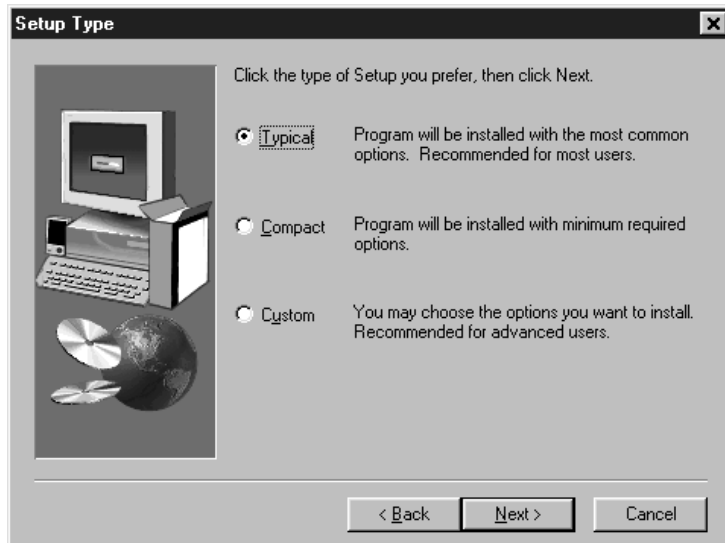 Setup Type
Click the type of Setup you prefer, then click Next.
Typical
Program will be installed with the most common
options.  Recommended for most users.
Compact
Program will be installed with minimum required
options.
Custom
You may choose the options you want to install.
Recommended for advanced users.
< Back
Next >
Cancel